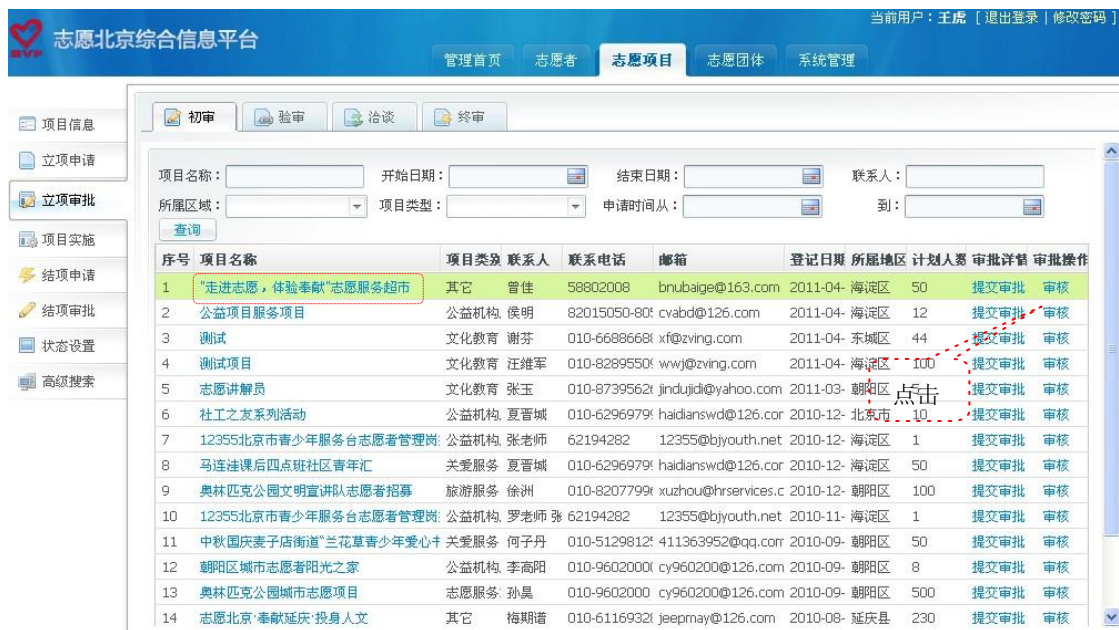 当前用户：王虎 [ 退出登录 | 修改密码 ]
BVF 志愿北京综合信息平台
管理首页 志愿者 志愿项目 志愿团体 系统管理
项目信息
立项申请
立项审批
项目实施
结项申请
结项审批
状态设置
高级搜索
初审 验审 洽谈 终审
项目名称： 开始日期： 结束日期： 联系人：
所属区域： 项目类型： 申请时间从： 到：
查询
序号 项目名称 项目类别 联系人 联系电话 邮箱 登记日期 所属地区 计划人数 审批详情 审批操作
1 "走进志愿，体验奉献"志愿服务超市 其它 曾佳 58802008 bnubaige@163.com 2011-04- 海淀区 50 提交审批 审核
2 公益项目服务项目 公益机构, 侯明 82015050-805 cvabd@126.com 2011-04- 海淀区 12 提交审批 审核
3 测试 文化教育 谢芬 010-66886688 xf@zving.com 2011-04- 东城区 44 提交审批 审核
4 测试项目 文化教育 汪维军 010-82895509 wwj@zving.com 2011-04- 海淀区 100 提交审批 审核
5 志愿讲解员 文化教育 张玉 010-8739562 jindujidi@yahoo.com 2011-03- 朝阳区 提交审批 审核
点击
6 社工之友系列活动 公益机构, 夏晋城 010-6296979 haidianswd@126.cor 2010-12- 北京市 10 提交审批 审核
7 12355北京市青少年服务台志愿者管理岗 公益机构, 张老师 62194282 12355@bjyouth.net 2010-12- 海淀区 1 提交审批 审核
8 马连洼课后四点班社区青年汇 关爱服务 夏晋城 010-6296979 haidianswd@126.cor 2010-12- 海淀区 50 提交审批 审核
9 奥林匹克公园文明宣讲队志愿者招募 旅游服务 徐洲 010-8207799 xuzhou@hrservices.c 2010-12- 朝阳区 100 提交审批 审核
10 12355北京市青少年服务台志愿者管理岗 公益机构, 罗老师 张 62194282 12355@bjyouth.net 2010-11- 海淀区 1 提交审批 审核
11 中秋国庆麦子店街道"兰花草青少年爱心 关爱服务 何子丹 010-5129812 411363952@qq.com 2010-09- 朝阳区 50 提交审批 审核
12 朝阳区城市志愿者阳光之家 公益机构, 李高阳 010-9602000 cy960200@126.com 2010-09- 朝阳区 8 提交审批 审核
13 奥林匹克公园城市志愿项目 志愿服务 孙昊 010-9602000 cy960200@126.com 2010-09- 朝阳区 500 提交审批 审核
14 志愿北京·奉献延庆·投身人文 其它 梅期谱 010-6116932 jeepmay@126.com 2010-08- 延庆县 230 提交审批 审核